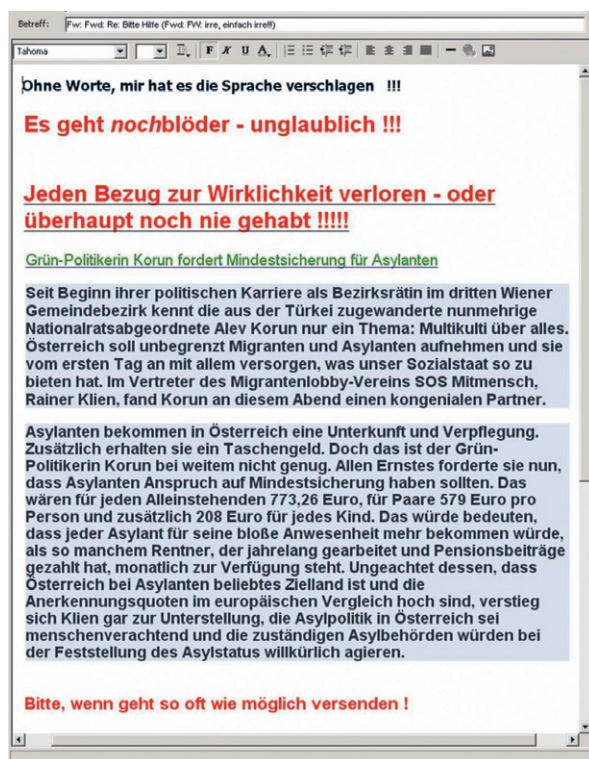 Betreff: Fw: Fwd: Re: Bitte Hilfe (Fwd: FW: irre, einfach irre!!)
Tahoma
F K U A
Ohne Worte, mir hat es die Sprache verschlagen !!!
Es geht nochblöder - unglaublich !!!
Jeden Bezug zur Wirklichkeit verloren - oder
überhaupt noch nie gehabt !!!!!
Grün-Politikerin Korun fordert Mindestsicherung für Asylanten
Seit Beginn ihrer politischen Karriere als Bezirksrätin im dritten Wiener
Gemeindebezirk kennt die aus der Türkei zugewanderte nunmehrige
Nationalratsabgeordnete Alev Korun nur ein Thema: Multikulti über alles.
Österreich soll unbegrenzt Migranten und Asylanten aufnehmen und sie
vom ersten Tag an mit allem versorgen, was unser Sozialstaat so zu
bieten hat. Im Vertreter des Migrantenlobby-Vereins SOS Mitmensch,
Rainer Klien, fand Korun an diesem Abend einen kongenialen Partner.
Asylanten bekommen in Österreich eine Unterkunft und Verpflegung.
Zusätzlich erhalten sie ein Taschengeld. Doch das ist der Grün-
Politikerin Korun bei weitem nicht genug. Allen Ernstes forderte sie nun,
dass Asylanten Anspruch auf Mindestsicherung haben sollten. Das
wären für jeden Alleinstehenden 773,26 Euro, für Paare 579 Euro pro
Person und zusätzlich 208 Euro für jedes Kind. Das würde bedeuten,
dass jeder Asylant für seine bloße Anwesenheit mehr bekommen würde,
als so manchem Rentner, der jahrelang gearbeitet und Pensionsbeiträge
gezahlt hat, monatlich zur Verfügung steht. Ungeachtet dessen, dass
Österreich bei Asylanten beliebtes Zielland ist und die
Anerkennungsquoten im europäischen Vergleich hoch sind, verstieg
sich Klien gar zur Unterstellung, die Asylpolitik in Österreich sei
menschenverachtend und die zuständigen Asylbehörden würden bei
der Feststellung des Asylstatus willkürlich agieren.
Bitte, wenn geht so oft wie möglich versenden !